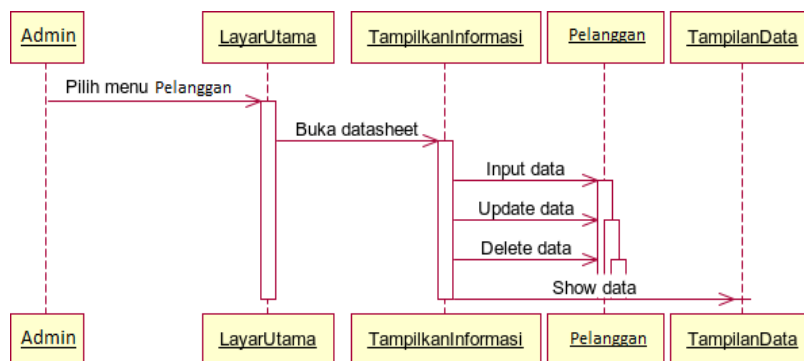 Admin
LayarUtama
TampilkanInformasi
Pelanggan
TampilanData
Pilih menu Pelanggan
Buka datasheet
Input data
Update data
Delete data
Show data
Admin
LayarUtama
TampilkanInformasi
Pelanggan
TampilanData